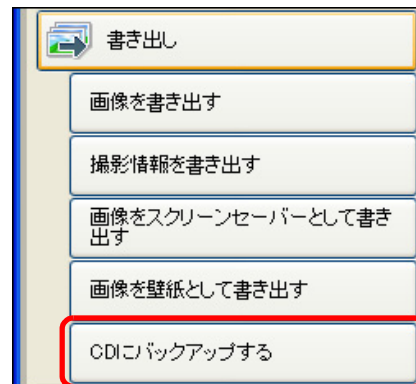 書き出し
画像を書き出す
撮影情報を書き出す
画像をスクリーンセーバーとして書き
出す
画像を壁紙として書き出す
CDにバックアップする